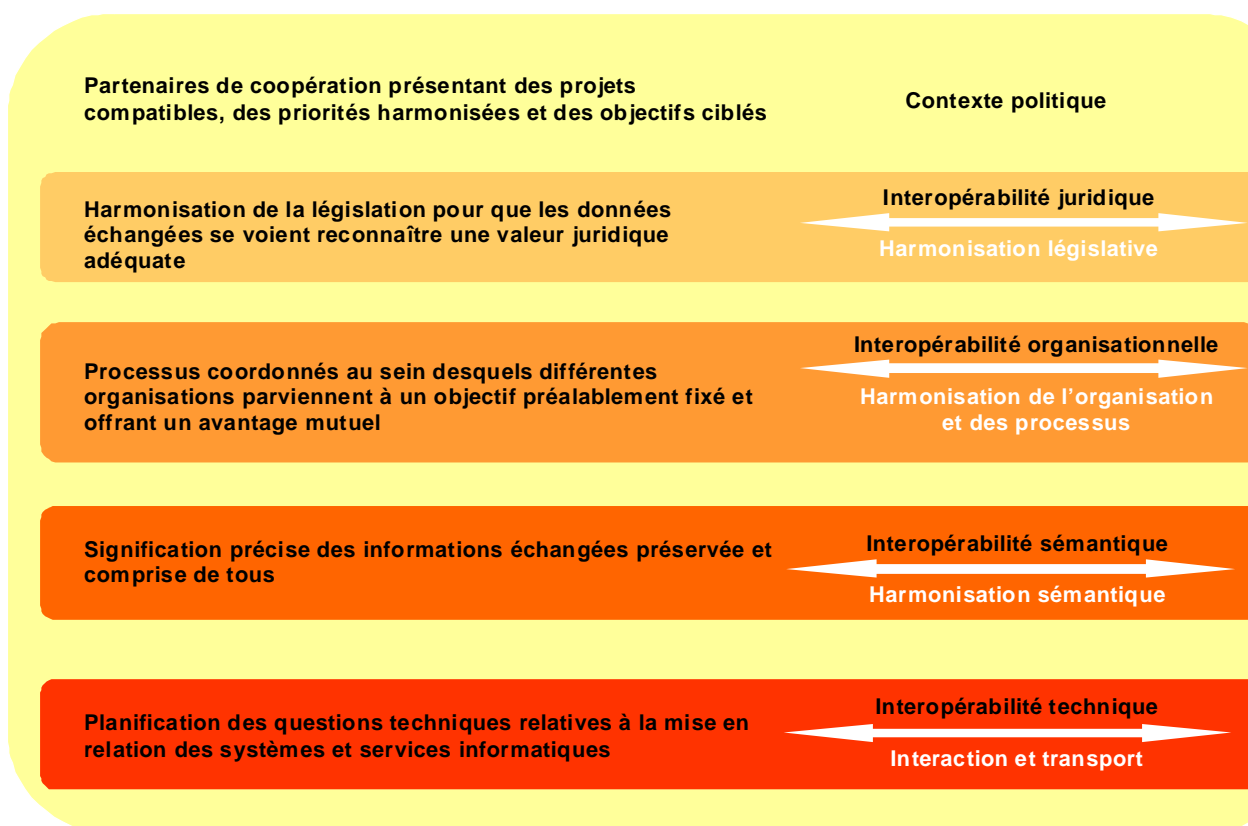 Partenaires de coopération présentant des projets
compatibles, des priorités harmonisées et des objectifs ciblés
Contexte politique
Harmonisation de la législation pour que les données
échangées se voient reconnaître une valeur juridique
adéquate
Interopérabilité juridique
Harmonisation législative
Processus coordonnés au sein desquels différentes
organisations parviennent à un objectif préalablement fixé et
offrant un avantage mutuel
Interopérabilité organisationnelle
Harmonisation de l’organisation
et des processus
Signification précise des informations échangées préservée et
comprise de tous
Interopérabilité sémantique
Harmonisation sémantique
Planification des questions techniques relatives à la mise en
relation des systèmes et services informatiques
Interopérabilité technique
Interaction et transport